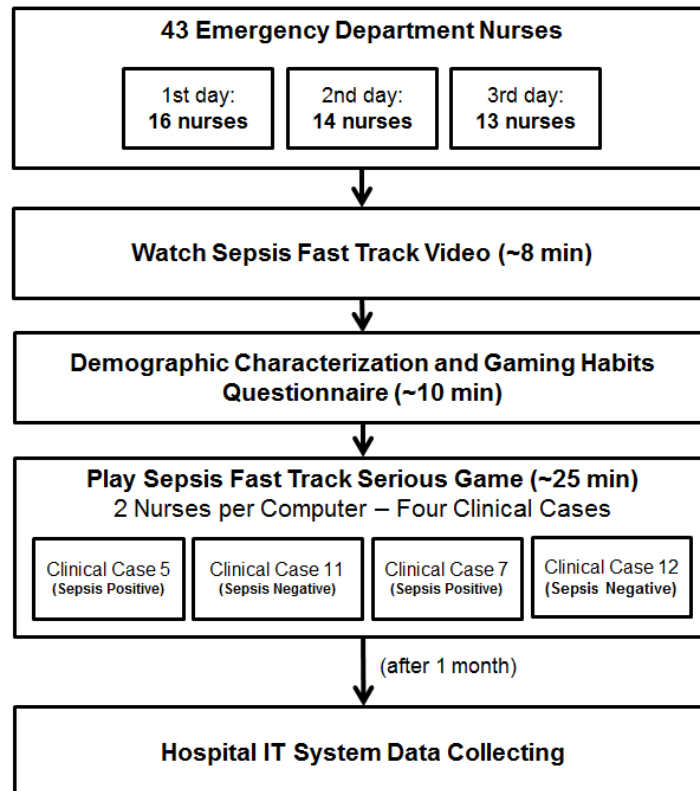 43 Emergency Department Nurses
1st day:
16 nurses
2nd day:
14 nurses
3rd day:
13 nurses
Watch Sepsis Fast Track Video (~8 min)
Demographic Characterization and Gaming Habits
Questionnaire (~10 min)
Play Sepsis Fast Track Serious Game (~25 min)
2 Nurses per Computer – Four Clinical Cases
Clinical Case 5
(Sepsis Positive)
Clinical Case 11
(Sepsis Negative)
Clinical Case 7
(Sepsis Positive)
Clinical Case 12
(Sepsis Negative)
(after 1 month)
Hospital IT System Data Collecting